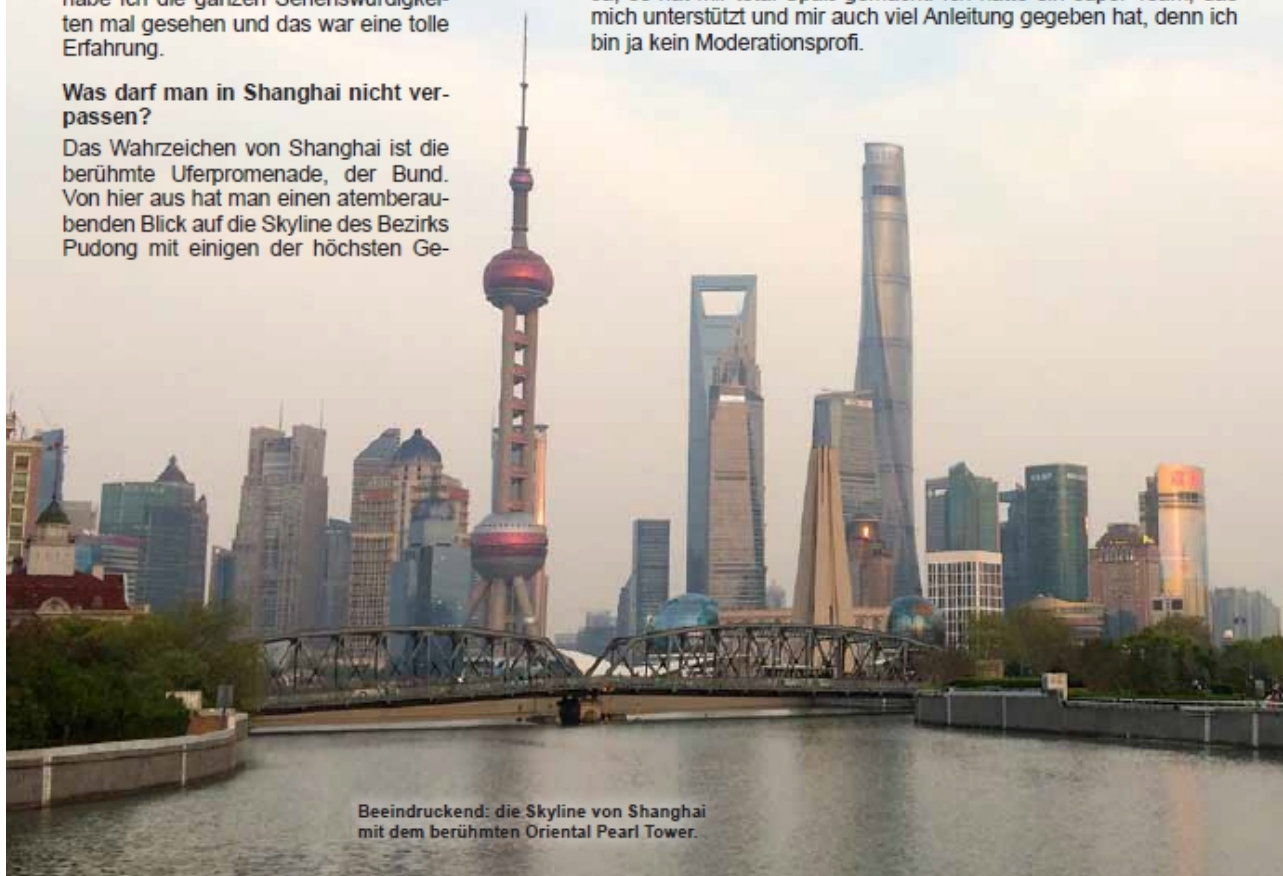 ten mal gesehen und das war eine tolle
Erfahrung.
Was darf man in Shanghai nicht ver-
passen?
Das Wahrzeichen von Shanghai ist die
berühmte Uferpromenade, der Bund.
Von hier aus hat man einen atemberau-
benden Blick auf die Skyline des Bezirks
Pudong mit einigen der höchsten Ge-
mich unterstützt und mir auch viel Anleitung gegeben hat, denn ich
bin ja kein Moderationsprofi.
Beeindruckend: die Skyline von Shanghai
mit dem berühmten Oriental Pearl Tower.